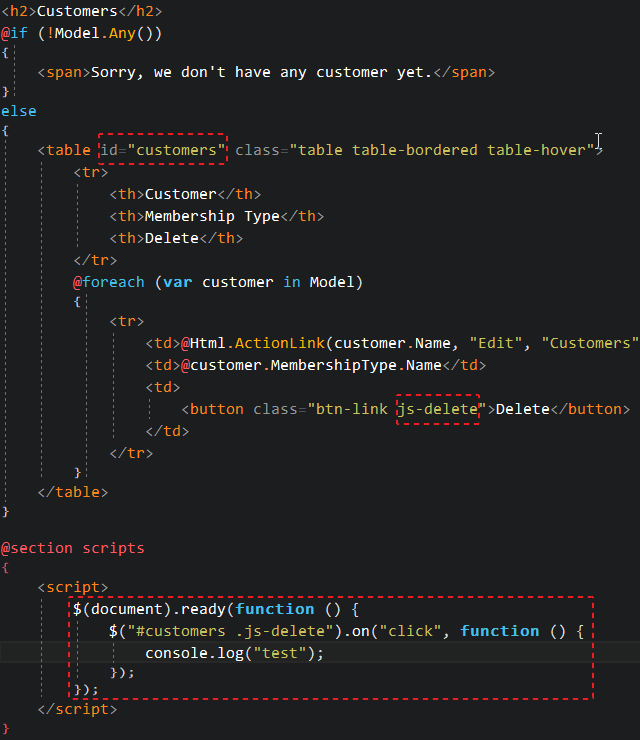 <h2>Customers</h2>
@if (!Model.Any())
{
    <span>Sorry, we don't have any customer yet.</span>
}
else
{
    <table id="customers" class="table table-bordered table-hover">
        <tr>
            <th>Customer</th>
            <th>Membership Type</th>
            <th>Delete</th>
        </tr>
        @foreach (var customer in Model)
        {
            <tr>
                <td>@Html.ActionLink(customer.Name, "Edit", "Customers"
                <td>@customer.MembershipType.Name</td>
                <td>
                    <button class="btn-link js-delete">Delete</button>
                </td>
            </tr>
        }
    </table>
}
@section scripts
{
    <script>
        $(document).ready(function () {
            $("#customers .js-delete").on("click", function () {
                console.log("test");
            });
        });
    </script>
}